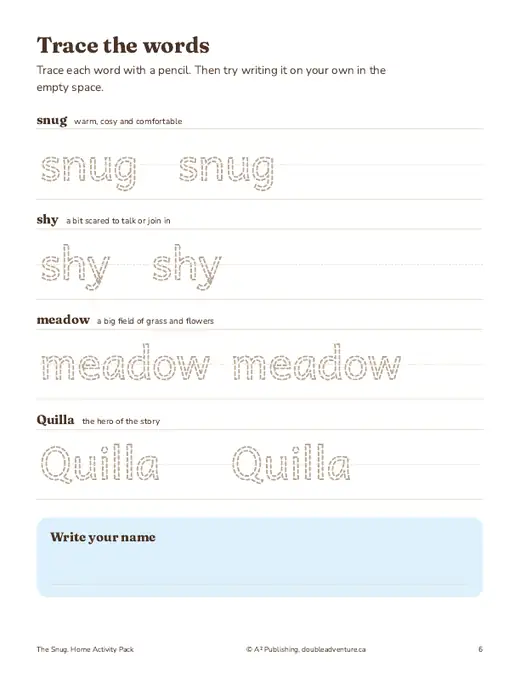 Trace the words
Trace each word with a pencil. Then try writing it on your own in the
empty space.
snug warm, cosy and comfortable
snug snug
shy a bit scared to talk or join in
shy shy
meadow a big field of grass and flowers
meadow meadow
Quilla the hero of the story
Quilla Quilla
Write your name
The Snug. Home Activity Pack © A² Publishing, doubleadventure.ca 6